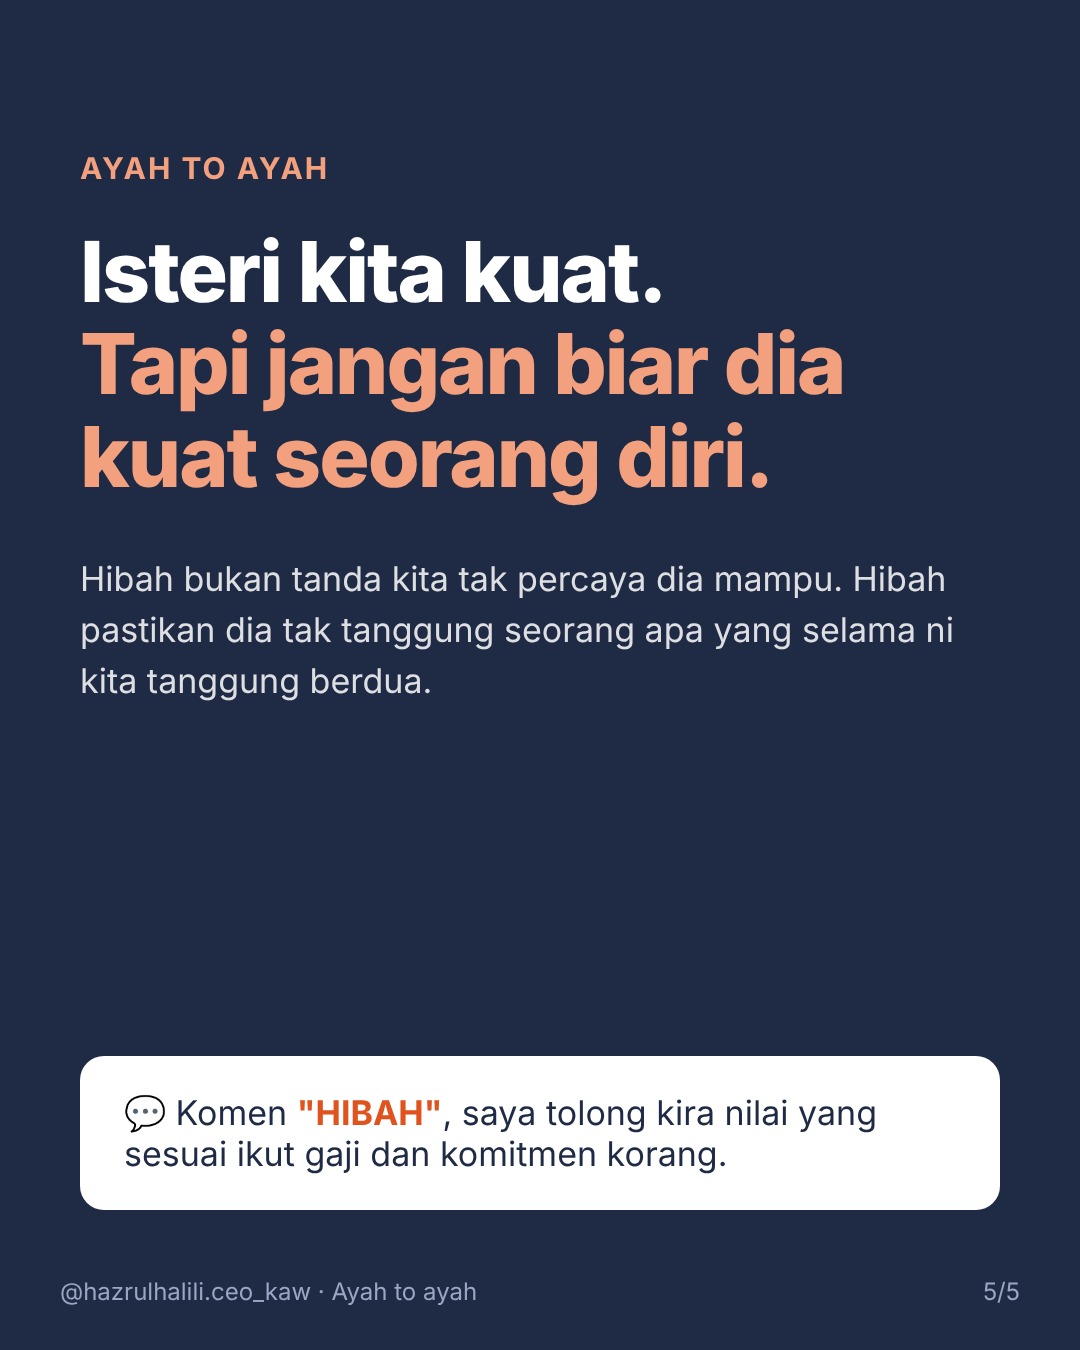 AYAH TO AYAH
Isteri kita kuat.
Tapi jangan biar dia
kuat seorang diri.
Hibah bukan tanda kita tak percaya dia mampu. Hibah
pastikan dia tak tanggung seorang apa yang selama ni
kita tanggung berdua.
💬 Komen "HIBAH", saya tolong kira nilai yang
sesuai ikut gaji dan komitmen korang.
@hazrulhalili.ceo_kaw · Ayah to ayah
5/5